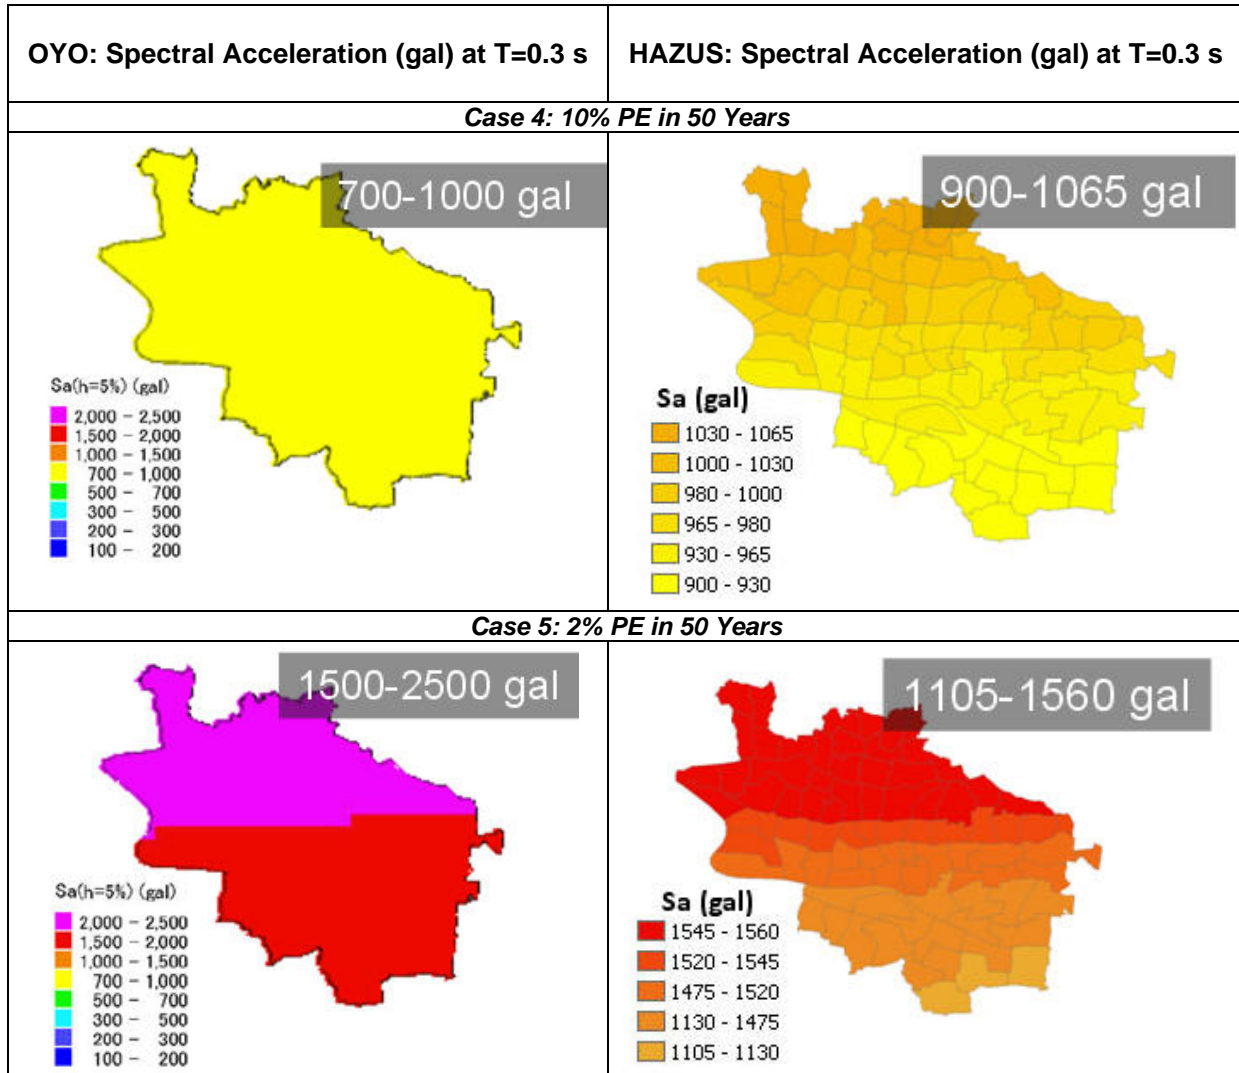 OYO: Spectral Acceleration (gal) at T=0.3 s
HAZUS: Spectral Acceleration (gal) at T=0.3 s
Case 4: 10% PE in 50 Years
700-1000 gal
Sa(h=5%) (gal)
2,000 - 2,500
1,500 - 2,000
1,000 - 1,500
700 - 1,000
500 - 700
300 - 500
200 - 300
100 - 200
900-1065 gal
Sa (gal)
1030 - 1065
1000 - 1030
980 - 1000
965 - 980
930 - 965
900 - 930
Case 5: 2% PE in 50 Years
1500-2500 gal
Sa(h=5%) (gal)
2,000 - 2,500
1,500 - 2,000
1,000 - 1,500
700 - 1,000
500 - 700
300 - 500
200 - 300
100 - 200
1105-1560 gal
Sa (gal)
1545 - 1560
1520 - 1545
1475 - 1520
1130 - 1475
1105 - 1130